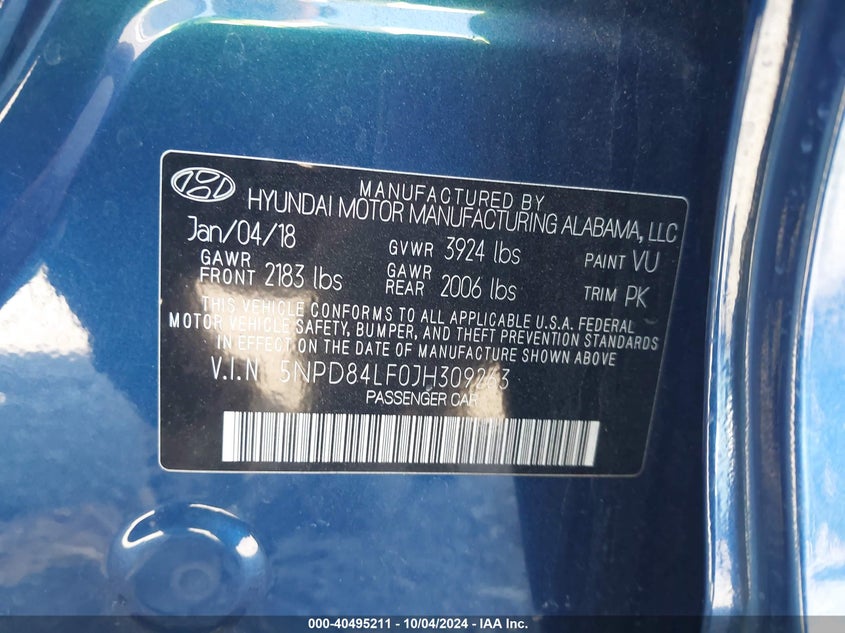 MANUFACTURED BY
HYUNDAI MOTOR MANUFACTURING ALABAMA, LLC
Jan/04/18 GVWR 3924 lbs PAINT VU
GAWR FRONT 2183 lbs GAWR REAR 2006 lbs TRIM PK
THIS VEHICLE CONFORMS TO ALL APPLICABLE U.S.A. FEDERAL
MOTOR VEHICLE SAFETY, BUMPER, AND THEFT PREVENTION STANDARDS
IN EFFECT ON THE DATE OF MANUFACTURE SHOWN ABOVE.
V.I.N 5NPD84LF0JH309263
PASSENGER CAR
000-40495211 - 10/04/2024 - IAA Inc.